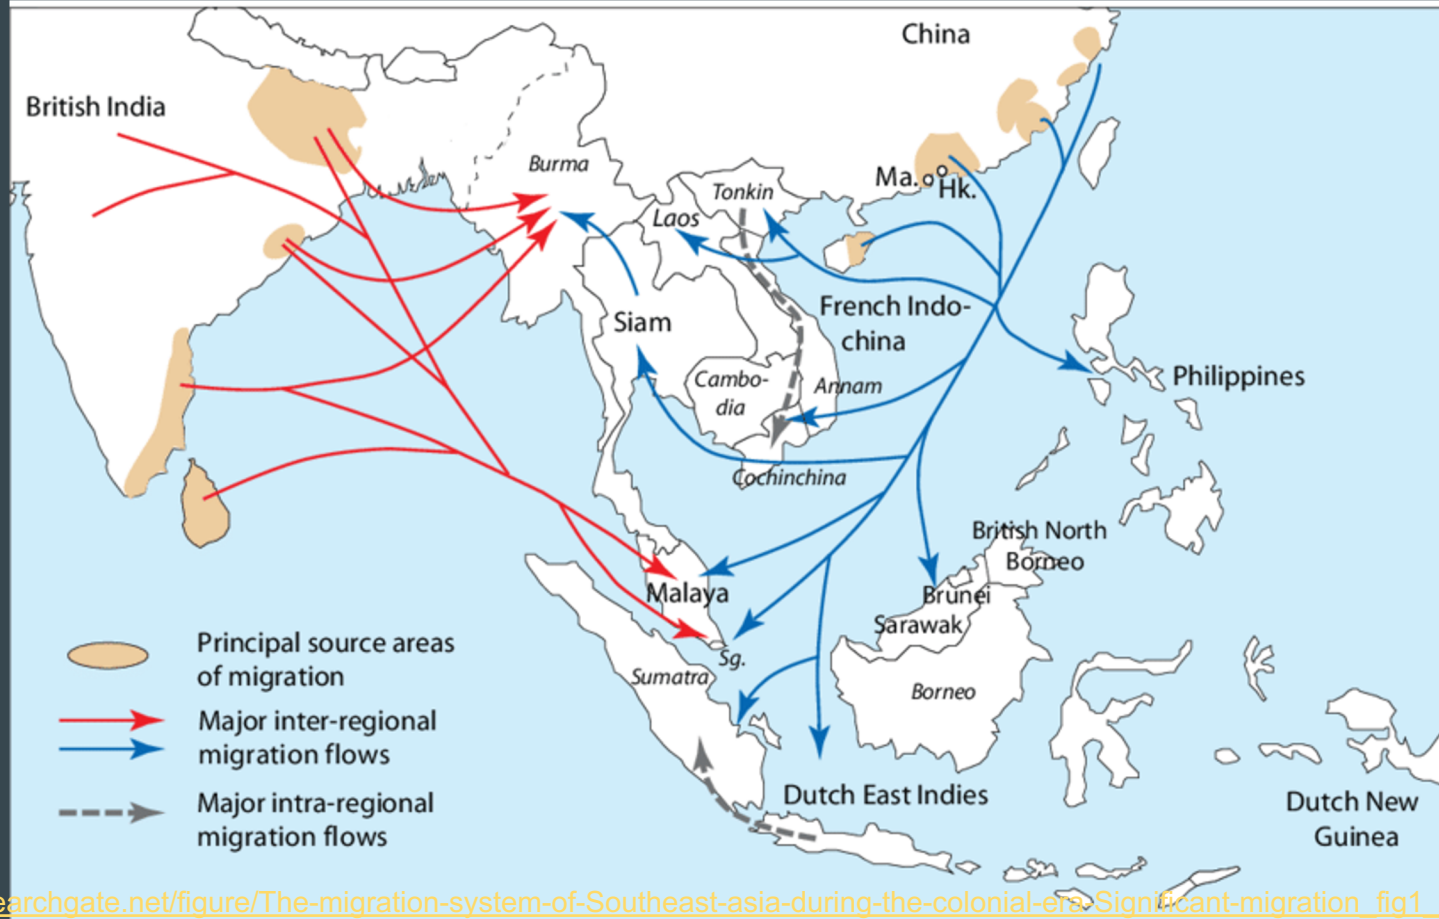 China
British India
Burma
Ma.
Hk.
Tonkin
Laos
French Indo-
china
Siam
Philippines
Cambo-
dia
Annam
Cochinchina
British North
Borneo
Malaya
Brunei
Sarawak
Sg.
Sumatra
Borneo
Principal source areas
of migration
Major inter-regional
migration flows
Dutch East Indies
Dutch New
Guinea
Major intra-regional
migration flows
earchgate.net/figure/The-migration-system-of-Southeast-asia-during-the-colonial-era-Significant-migration_fig1_